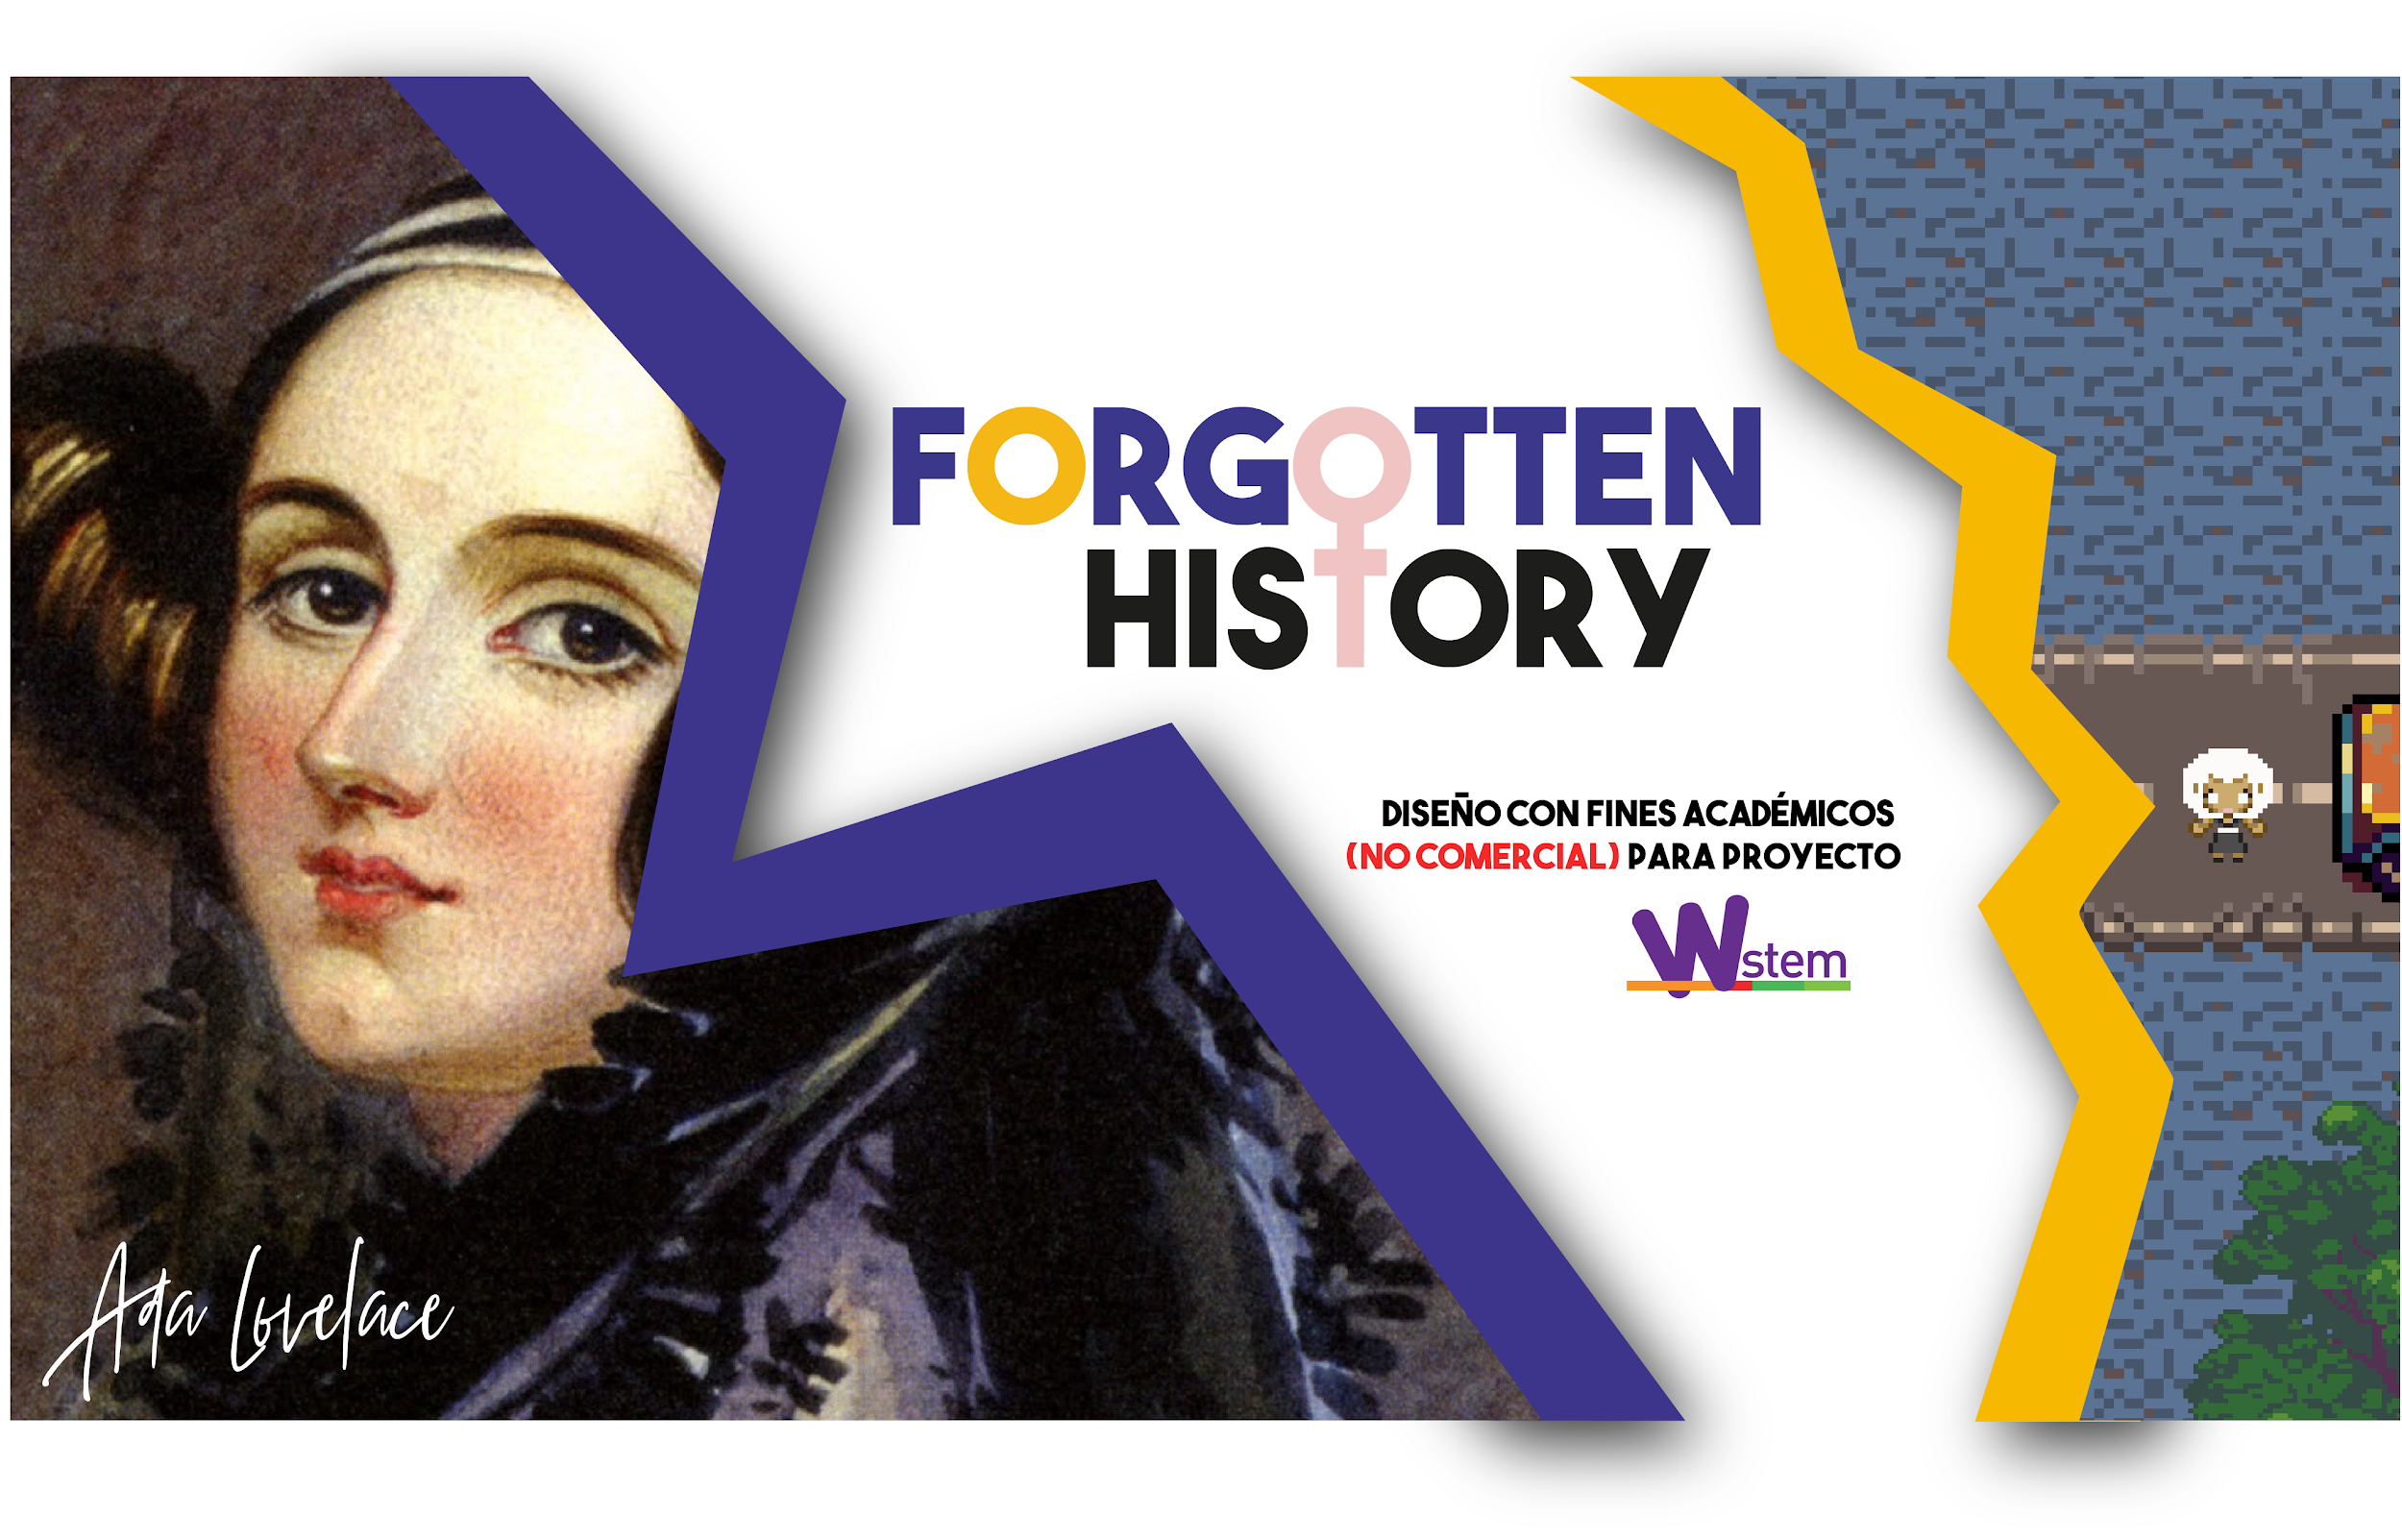 FORGOTTEN
HISTORY
DISEÑO CON FINES ACADÉMICOS
(NO COMERCIAL) PARA PROYECTO
Wstem
Ada Lovelace